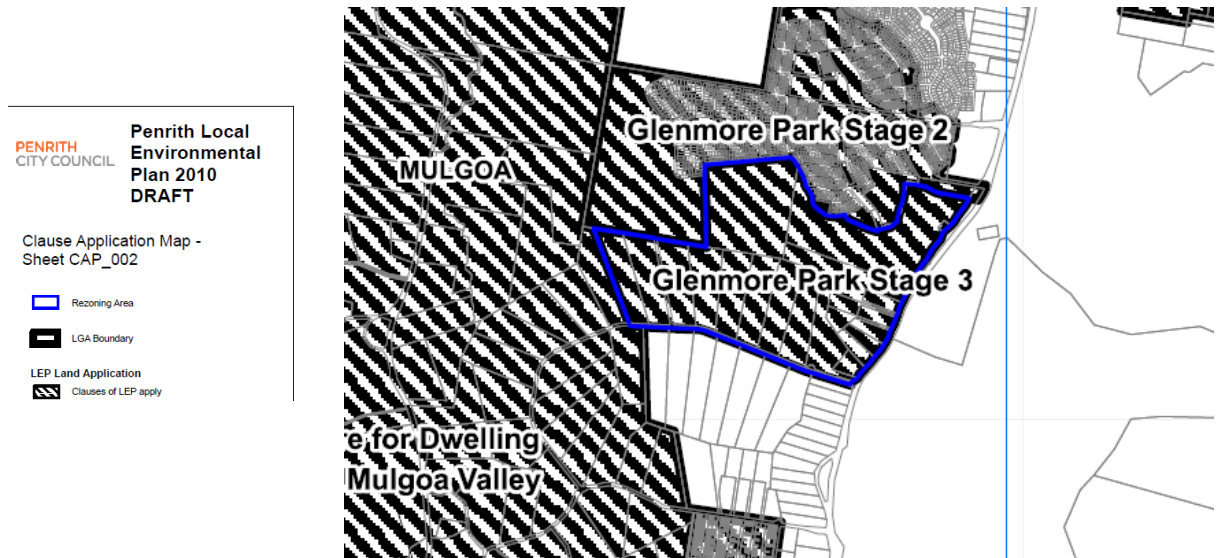 PENRITH
CITY COUNCIL
Penrith Local
Environmental
Plan 2010
DRAFT
Clause Application Map -
Sheet CAP_002
Rezoning Area
LGA Boundary
LEP Land Application
Clauses of LEP apply
Glenmore Park Stage 2
MULGOA
Glenmore Park Stage 3
e for Dwelling
Mulgoa Valley